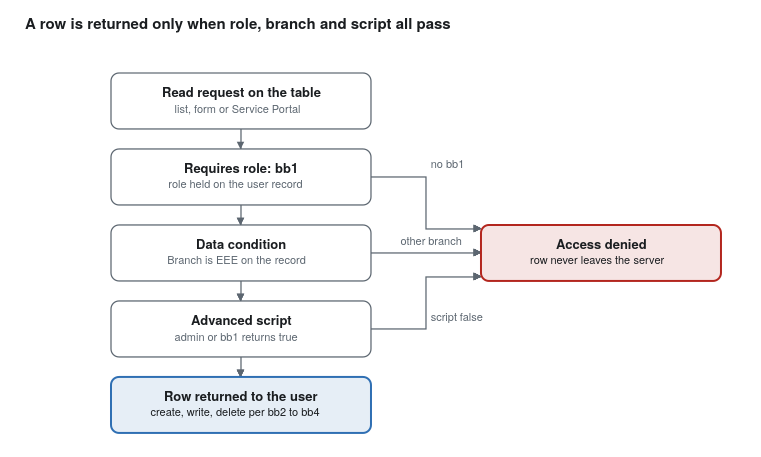 A row is returned only when role, branch and script all pass
Read request on the table
list, form or Service Portal
Requires role: bb1
role held on the user record
no bb1
Data condition
Branch is EEE on the record
other branch
Access denied
row never leaves the server
Advanced script
admin or bb1 returns true
script false
Row returned to the user
create, write, delete per bb2 to bb4